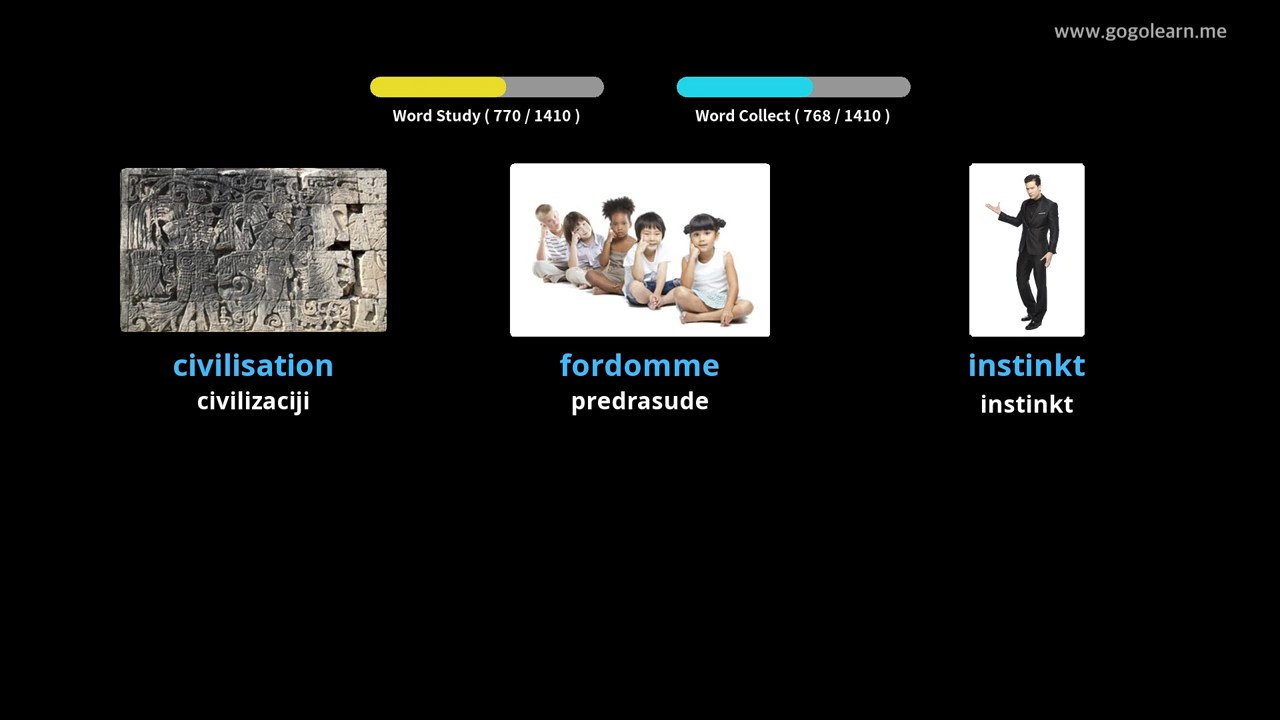 www.gogolearn.me
Word Study ( 770 / 1410 )
Word Collect ( 768 / 1410 )
civilisation
civilizaciji
fordomme
predrasude
instinkt
instinkt